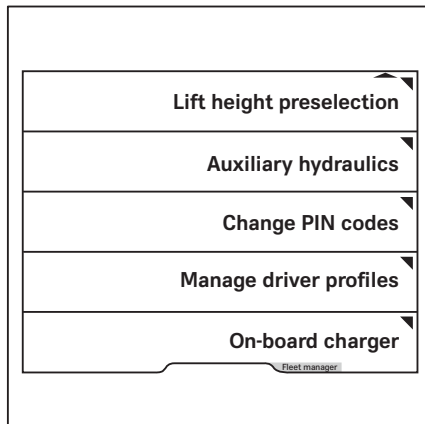 Lift height preselection
Auxiliary hydraulics
Change PIN codes
Manage driver profiles
On-board charger
Fleet manager